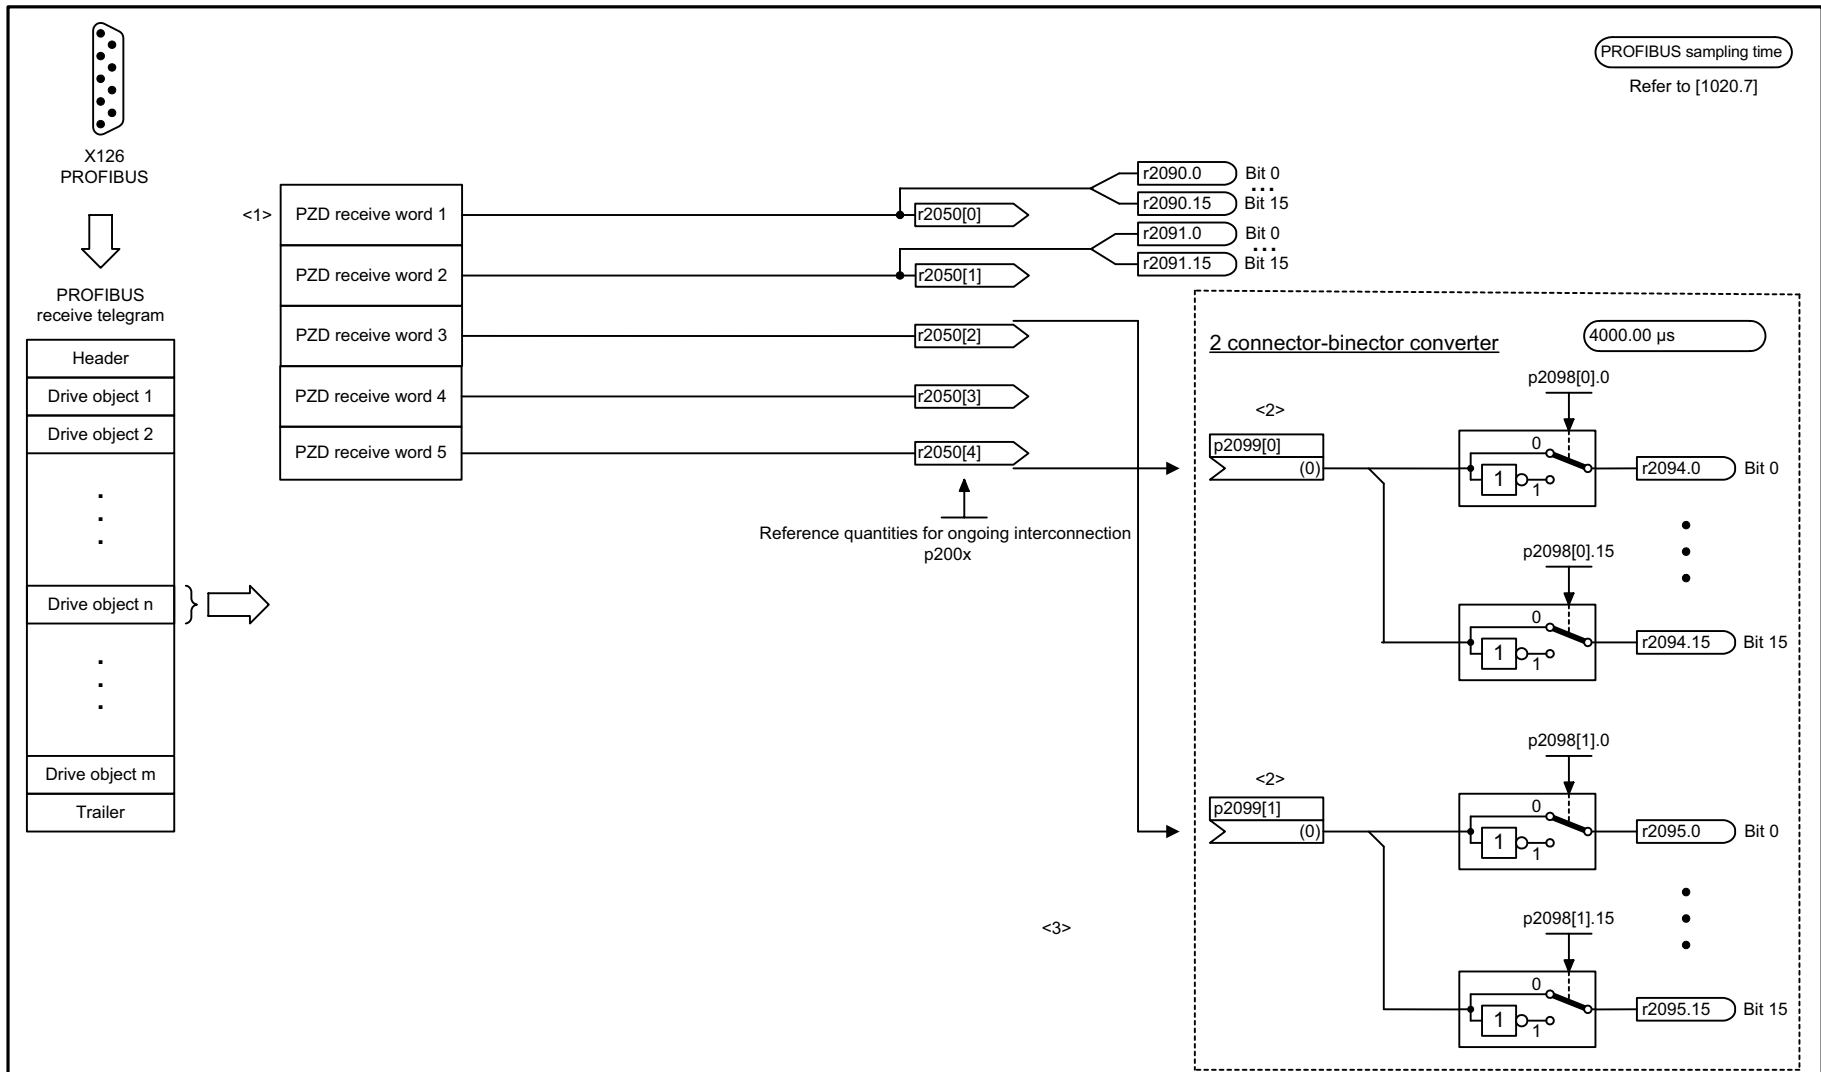 PROFIBUS sampling time
Refer to [1020.7]
X126
PROFIBUS
PROFIBUS
receive telegram
Header
Drive object 1
Drive object 2
Drive object n
Drive object m
Trailer
<1>
PZD receive word 1
PZD receive word 2
PZD receive word 3
PZD receive word 4
PZD receive word 5
r2050[0]
r2050[1]
r2050[2]
r2050[3]
r2050[4]
Reference quantities for ongoing interconnection
p200x
r2090.0 Bit 0
...
r2090.15 Bit 15
r2091.0 Bit 0
...
r2091.15 Bit 15
2 connector-binector converter
4000.00 µs
<2>
p2099[0]
(0)
p2098[0].0
0
1
1
r2094.0 Bit 0
p2098[0].15
0
1
1
r2094.15 Bit 15
<2>
p2099[1]
(0)
p2098[1].0
0
1
1
r2095.0 Bit 0
p2098[1].15
0
1
1
r2095.15 Bit 15
<3>